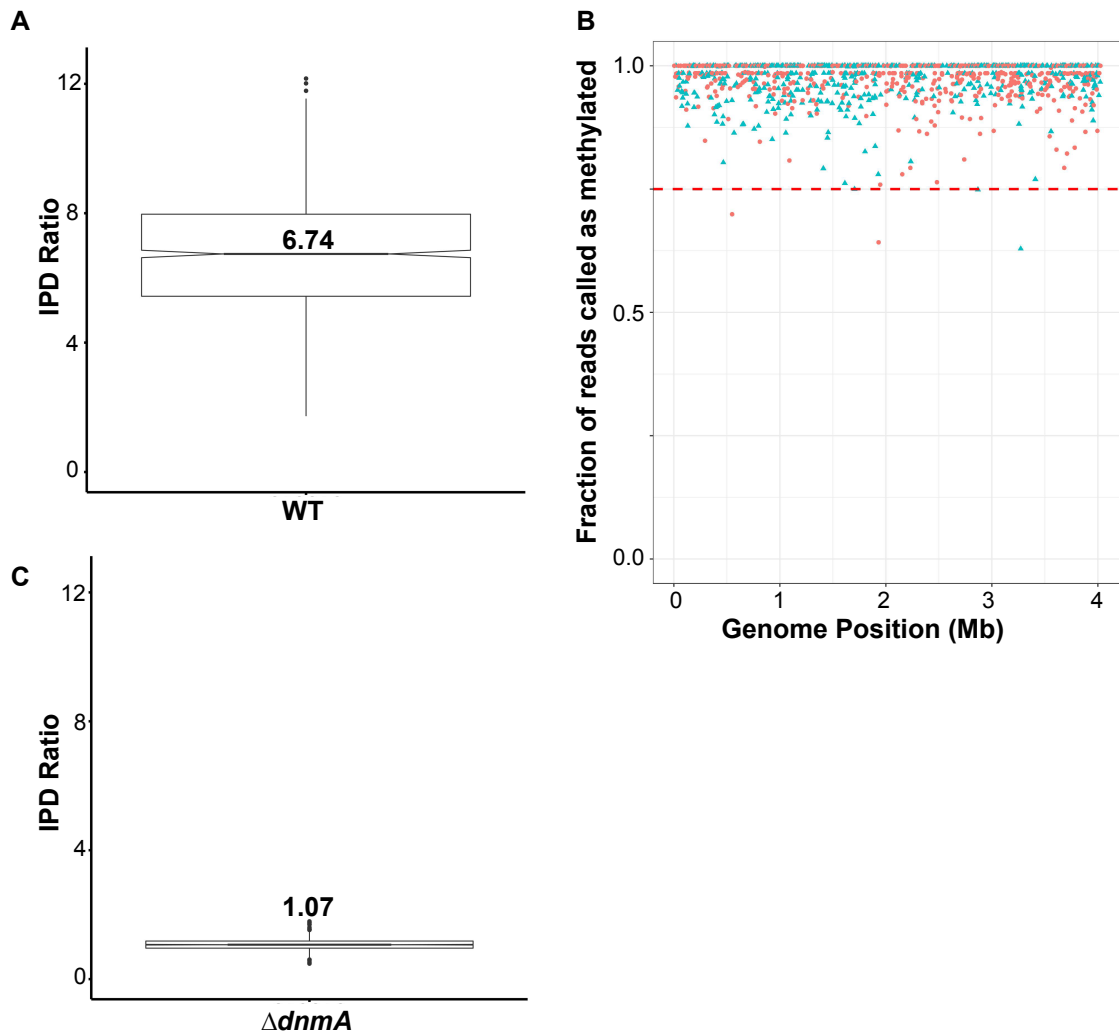 A
12
8
4
0
IPD Ratio
6.74
WT
B
1.0
0.5
0.0
Fraction of reads called as methylated
0
1
2
3
4
Genome Position (Mb)
C
12
8
4
0
IPD Ratio
1.07
ΔdnmA